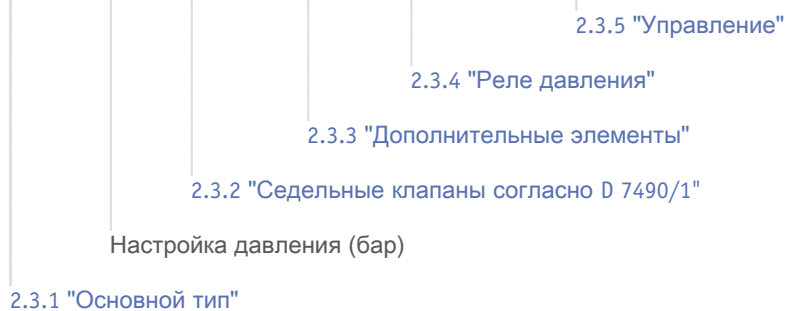 2.3.5 "Управление"
2.3.4 "Реле давления"
2.3.3 "Дополнительные элементы"
2.3.2 "Седельные клапаны согласно D 7490/1"
Настройка давления (бар)
2.3.1 "Основной тип"